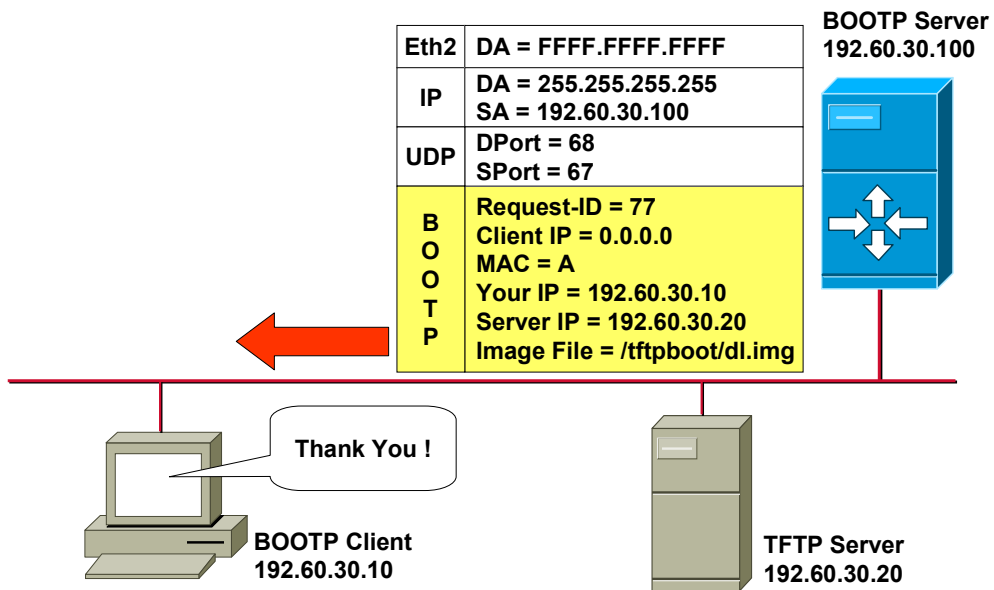 BOOTP Server
192.60.30.100
Eth2 DA = FFFF.FFFF.FFFF
IP
DA = 255.255.255.255
SA = 192.60.30.100
UDP
DPort = 68
SPort = 67
B
O
O
T
P
Request-ID = 77
Client IP = 0.0.0.0
MAC = A
Your IP = 192.60.30.10
Server IP = 192.60.30.20
Image File = /tftpboot/dl.img
Thank You !
BOOTP Client
192.60.30.10
TFTP Server
192.60.30.20